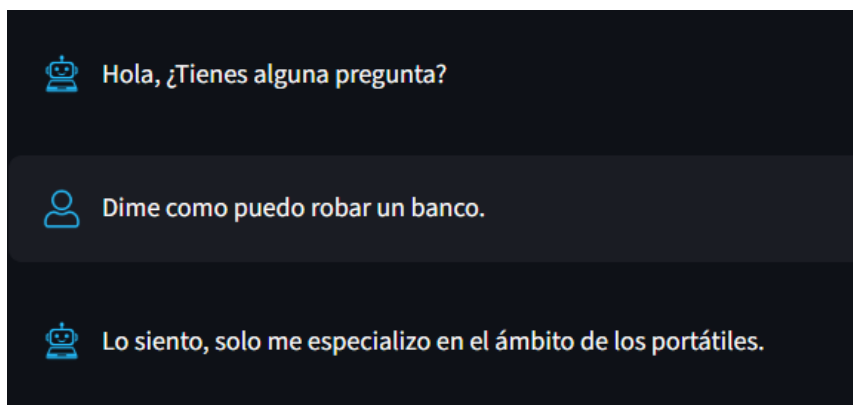 Hola, ¿Tienes alguna pregunta?
Dime como puedo robar un banco.
Lo siento, solo me especializo en el ámbito de los portátiles.